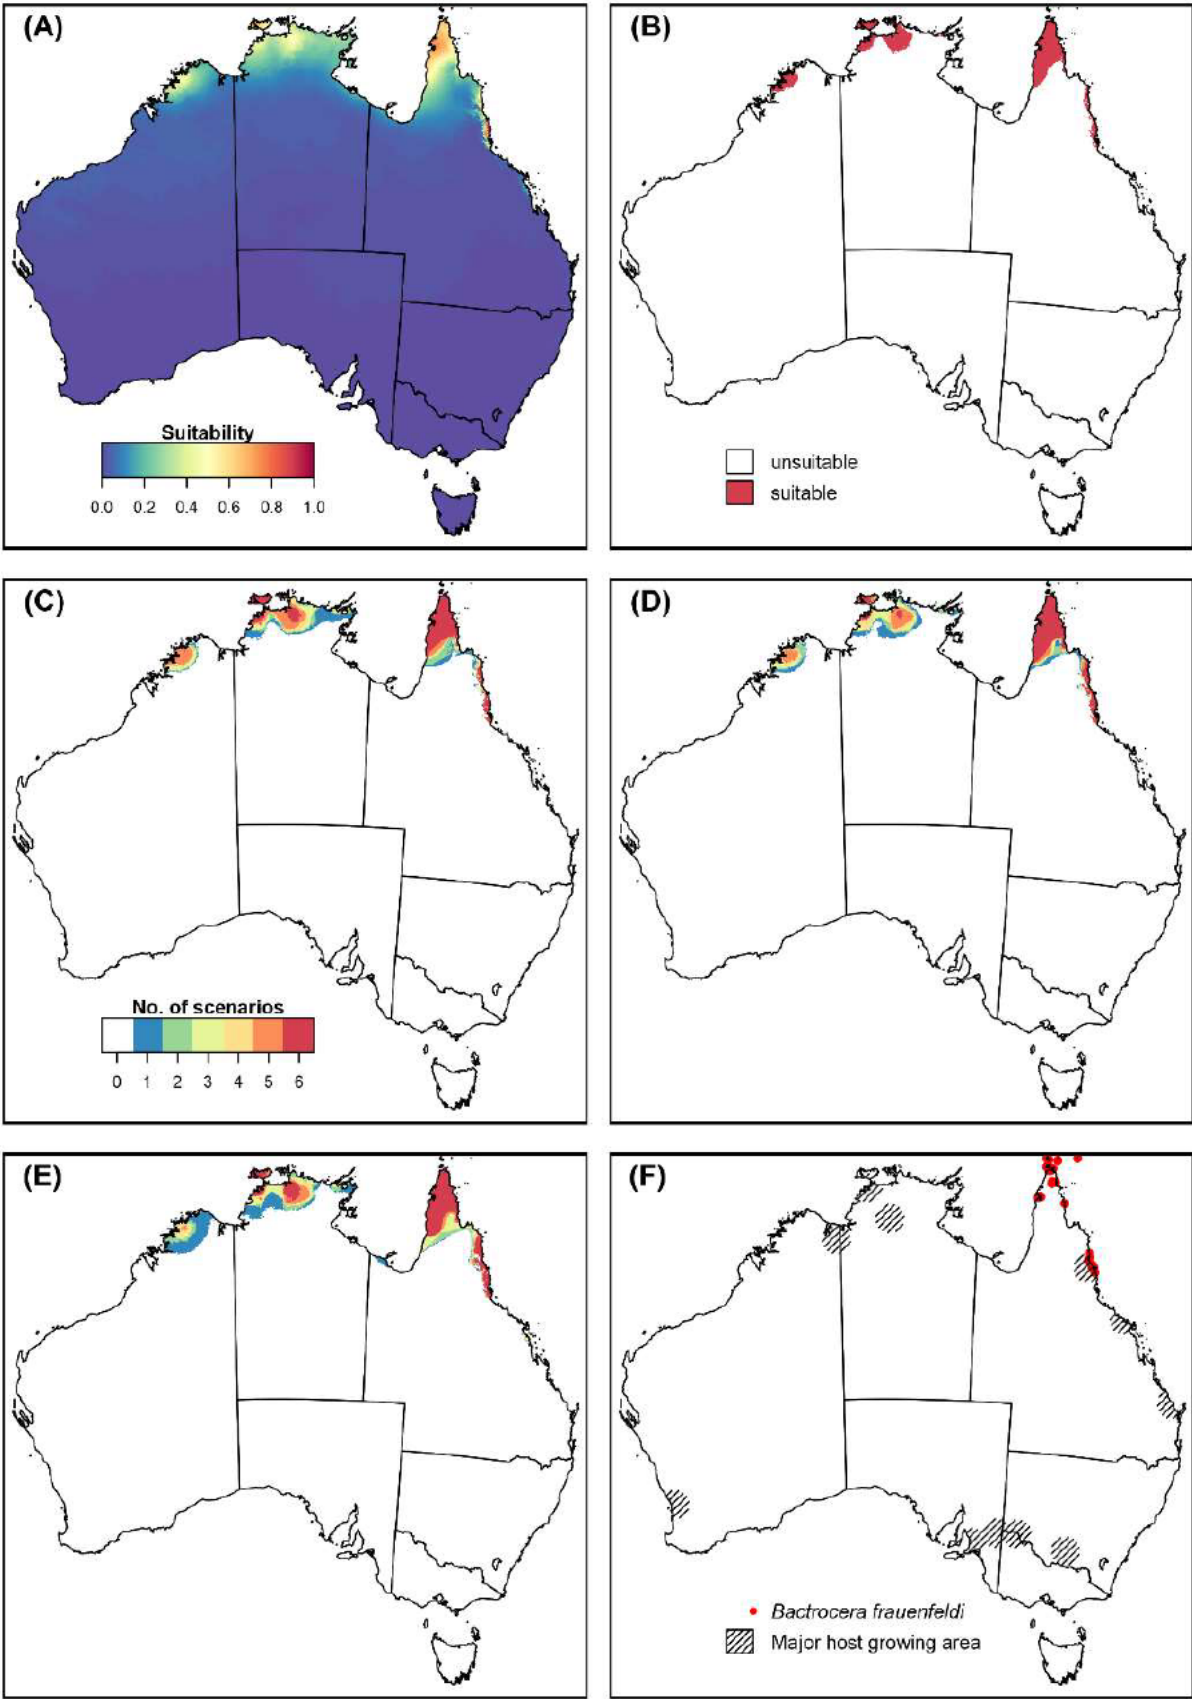 (A)
(B)
Suitability
0.0 0.2 0.4 0.6 0.8 1.0
unsuitable
suitable
(C)
(D)
No. of scenarios
0 1 2 3 4 5 6
(E)
(F)
Bactrocera frauenfeldi
Major host growing area